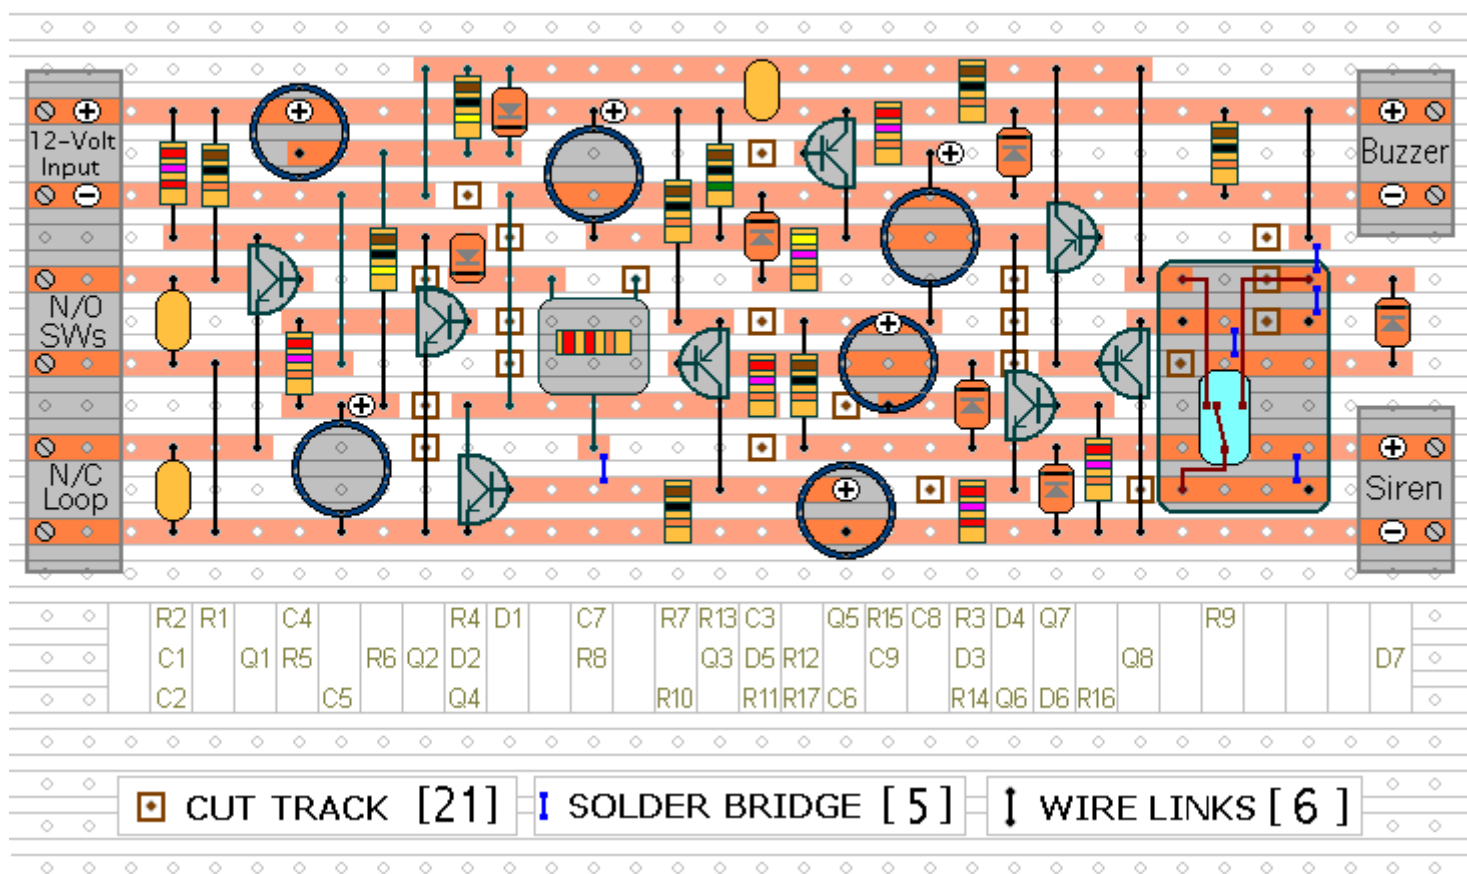 12-Volt
Input
N/O
SWs
N/C
Loop
Buzzer
Siren
R2 R1 C4 R4 D1 C7 R7 R13 C3 Q5 R15 C8 R3 D4 Q7 R9
C1 Q1 R5 R6 Q2 D2 R8 Q3 D5 R12 C9 D3 Q8 D7
C2 C5 Q4 R10 R11 R17 C6 R14 Q6 D6 R16
CUT TRACK [21] SOLDER BRIDGE [5] WIRE LINKS [6]